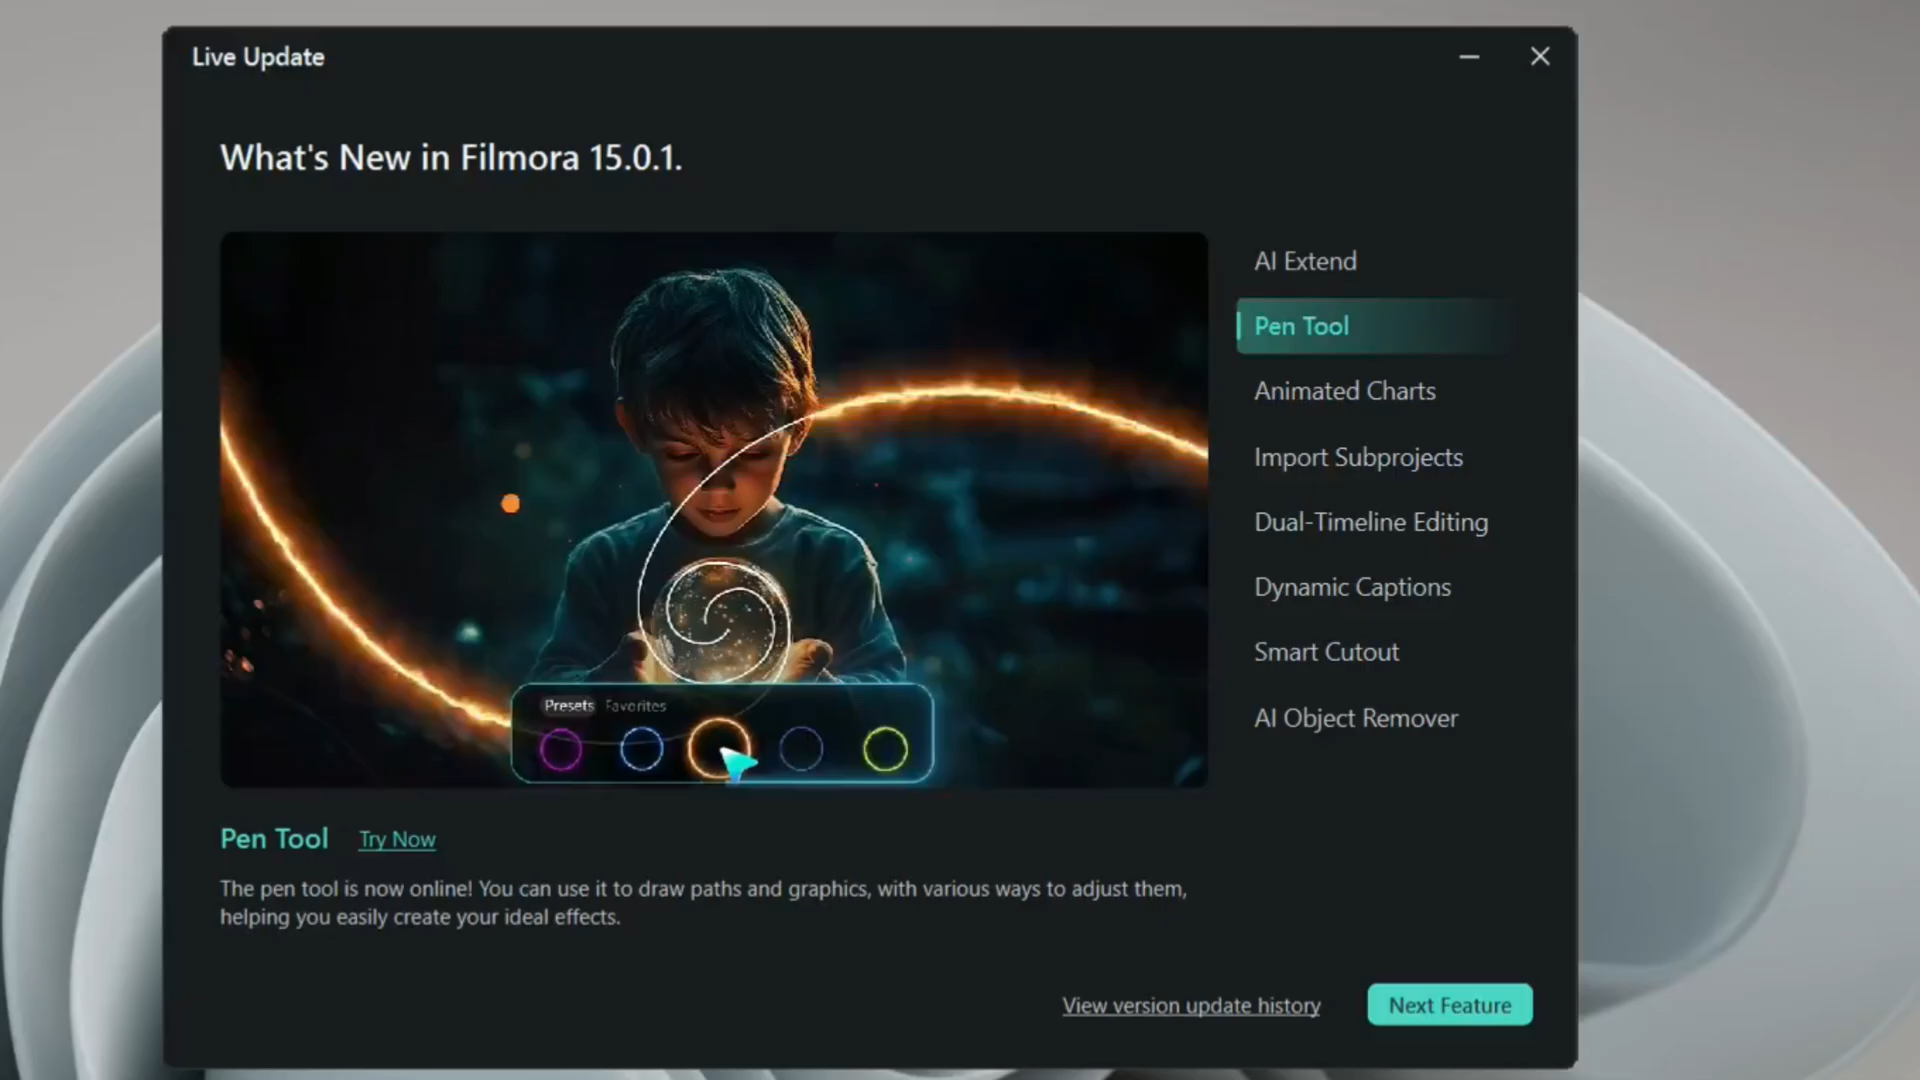 Live Update
What's New in Filmora 15.0.1.
AI Extend
Pen Tool
Animated Charts
Import Subprojects
Dual-Timeline Editing
Dynamic Captions
Smart Cutout
AI Object Remover
Presets Favorites
Pen Tool Try Now
The pen tool is now online! You can use it to draw paths and graphics, with various ways to adjust them,
helping you easily create your ideal effects.
View version update history
Next Feature